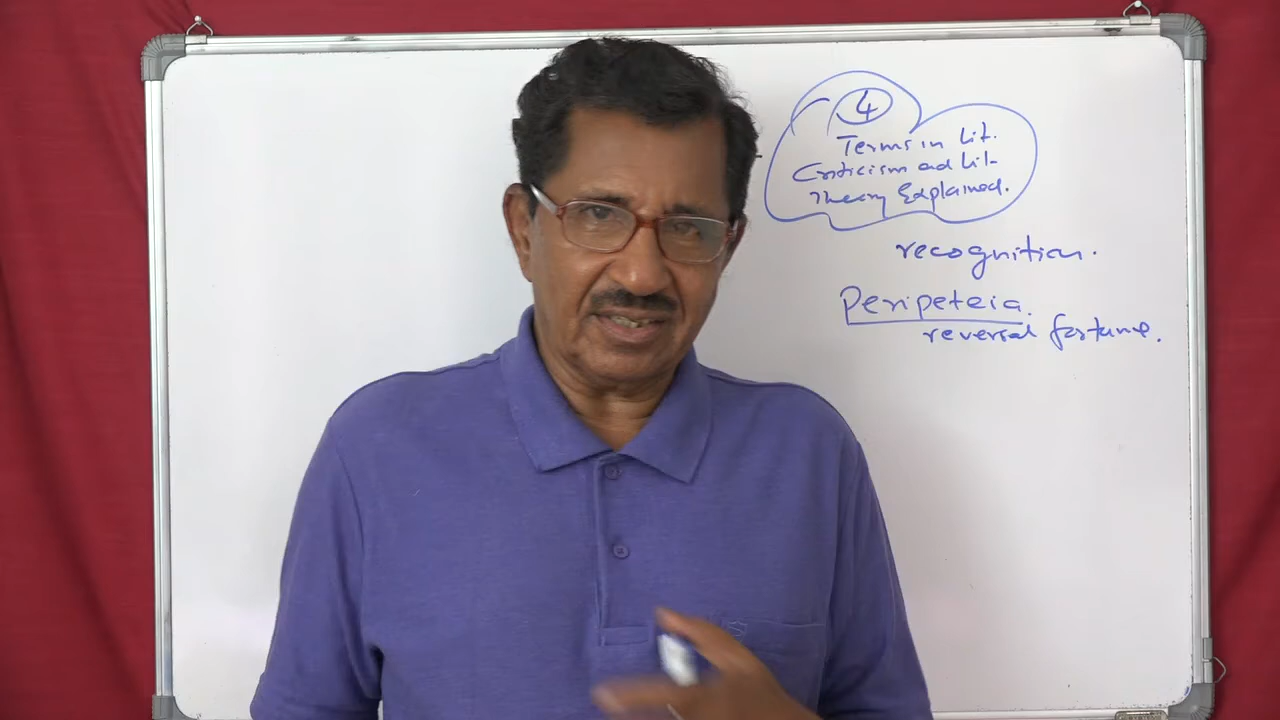 4
Terms in Lit.
Criticism and Lit-
Theory Explained.
recognition.
Peripeteia.
reversal fortune.